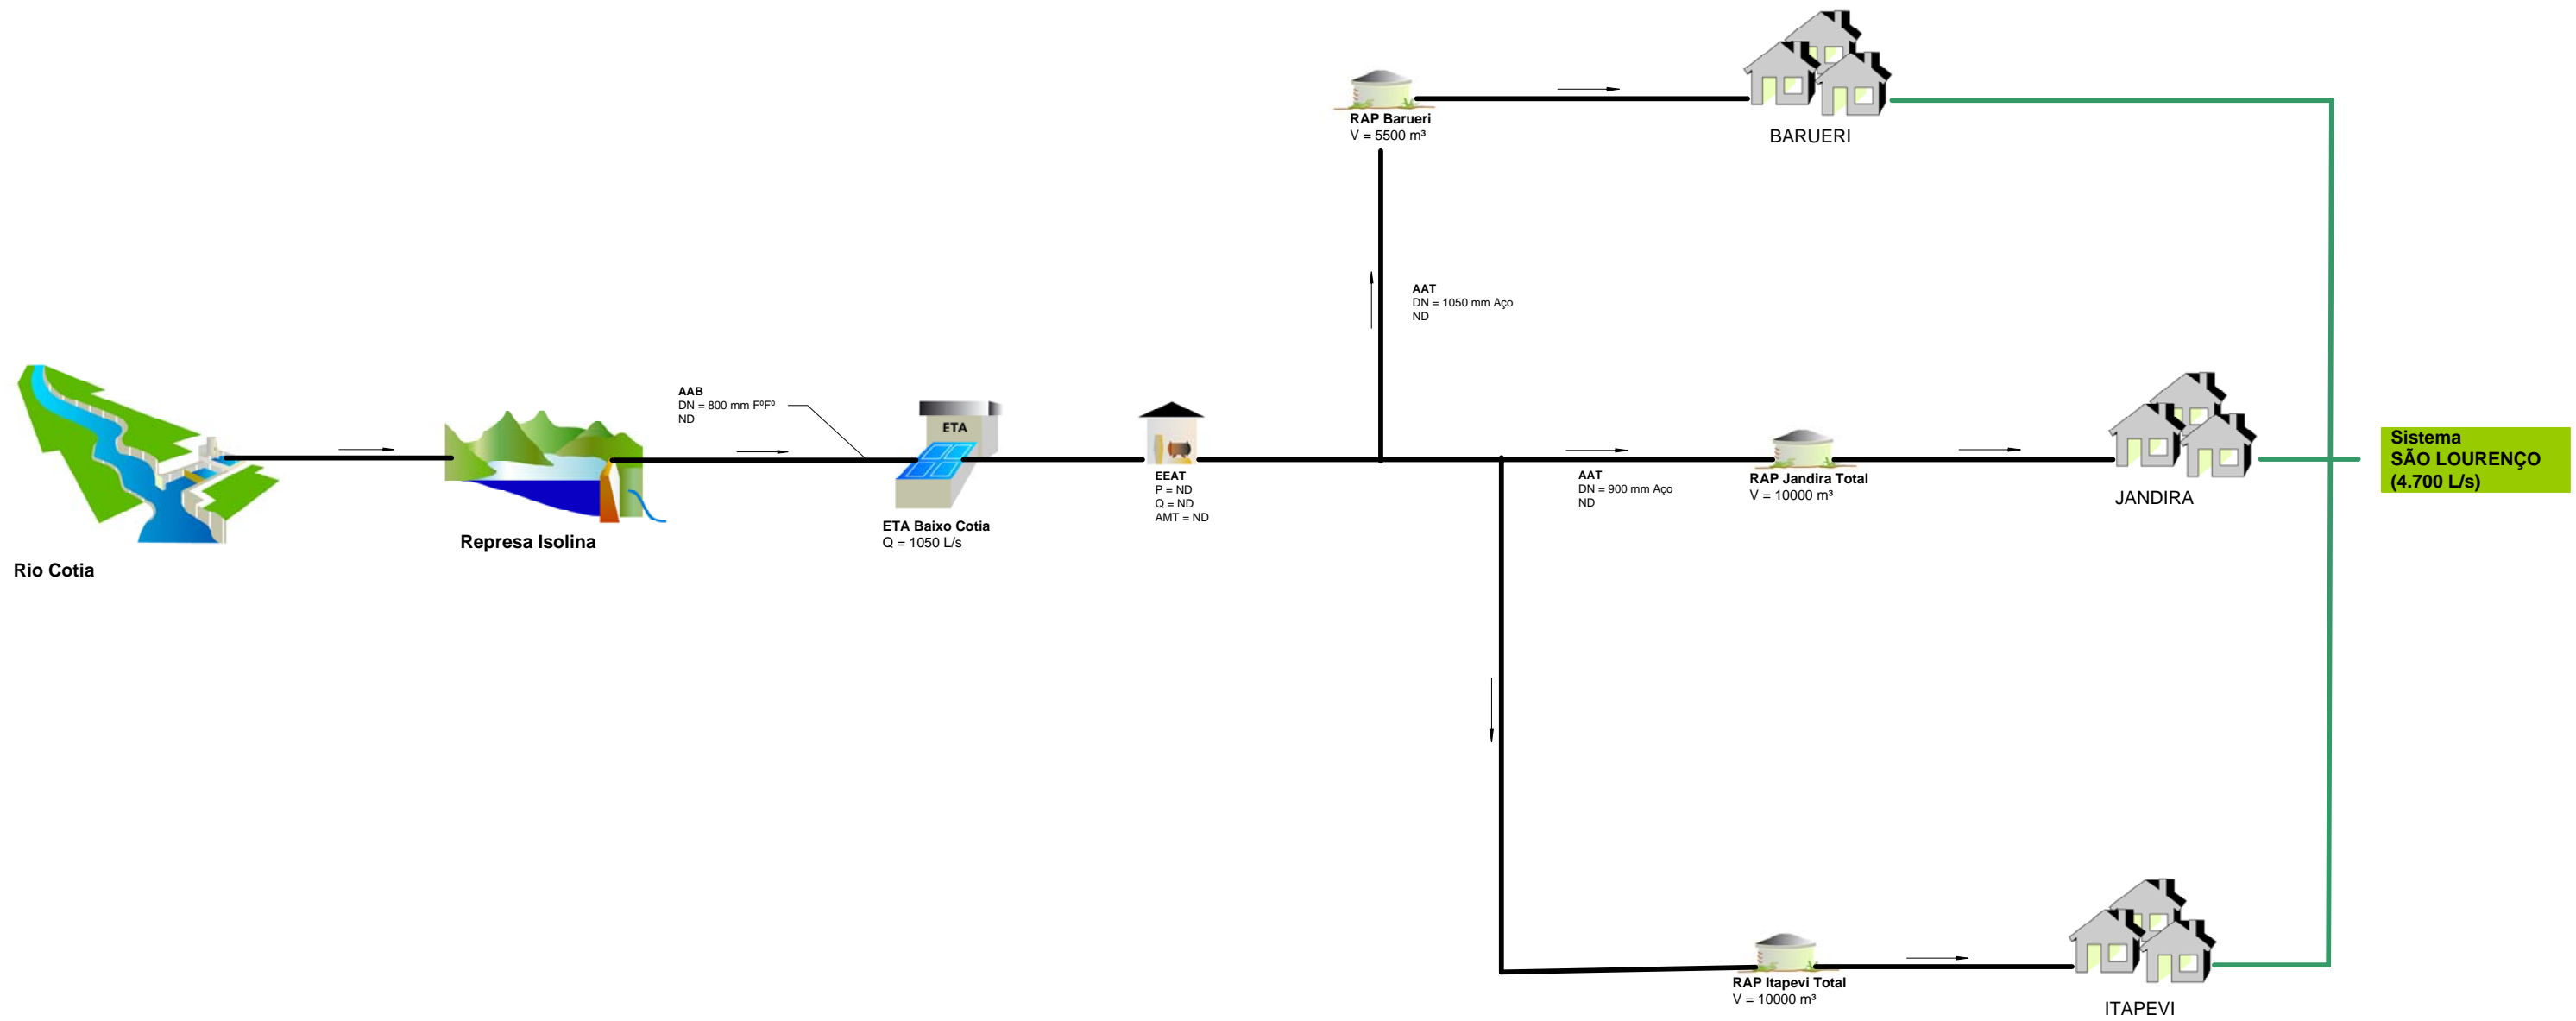 RAP Barueri
V = 5500 m³
BARUERI
AAT
DN = 1050 mm Aço
ND
AAB
DN = 800 mm FºFº
ND
ETA
ETA Baixo Cotia
Q = 1050 L/s
EEAT
P = ND
Q = ND
AMT = ND
AAT
DN = 900 mm Aço
ND
RAP Jandira Total
V = 10000 m³
JANDIRA
Sistema
SÃO LOURENÇO
(4.700 L/s)
Represa Isolina
Rio Cotia
RAP Itapevi Total
V = 10000 m³
ITAPEVI